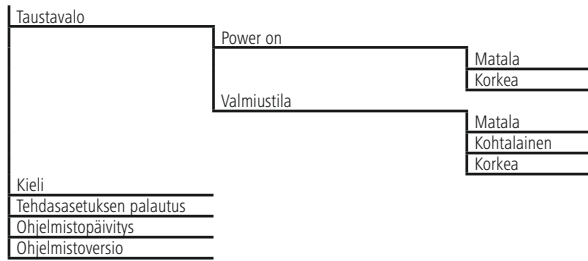 Taustavalo
Power on
Matala
Korkea
Valmiustila
Matala
Kohtalainen
Korkea
Kieli
Tehdasasetuksen palautus
Ohjelmistopäivitys
Ohjelmistoversio